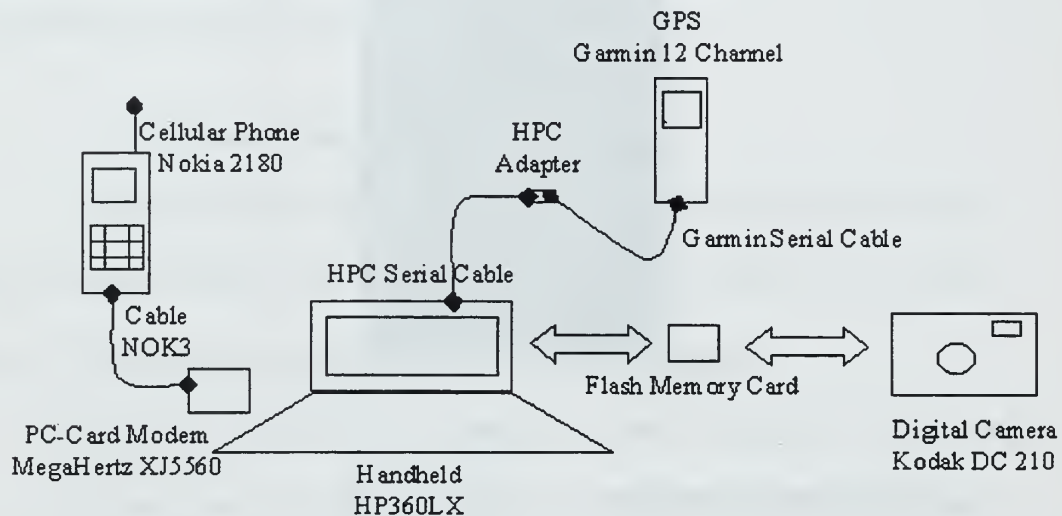 GPS
Garmin 12 Channel
Cellular Phone
Nokia 2180
HPC
Adapter
Garmin Serial Cable
HPC Serial Cable
Cable
NOK3
Flash Memory Card
PC-Card Modem
MegaHertz XJ5560
Digital Camera
Kodak DC 210
Handheld
HP360LX